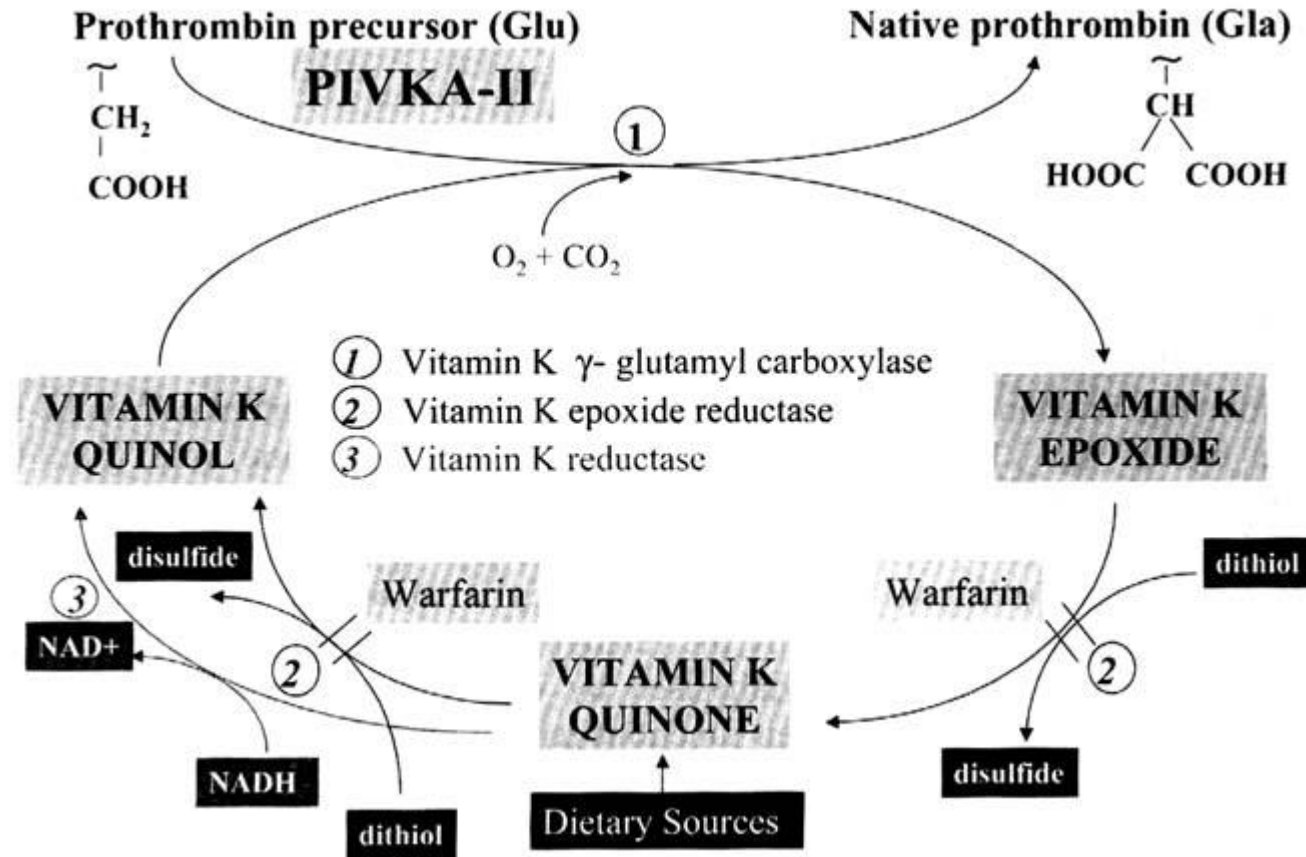 Prothrombin precursor (Glu)
Native prothrombin (Gla)
PIVKA-II
~
CH₂
COOH
~
CH
HOOC COOH
1
O₂ + CO₂
1 Vitamin K γ- glutamyl carboxylase
2 Vitamin K epoxide reductase
3 Vitamin K reductase
VITAMIN K
QUINOL
VITAMIN K
EPOXIDE
disulfide
Warfarin
Warfarin
dithiol
3
NAD+
2
2
VITAMIN K
QUINONE
NADH
disulfide
dithiol
Dietary Sources